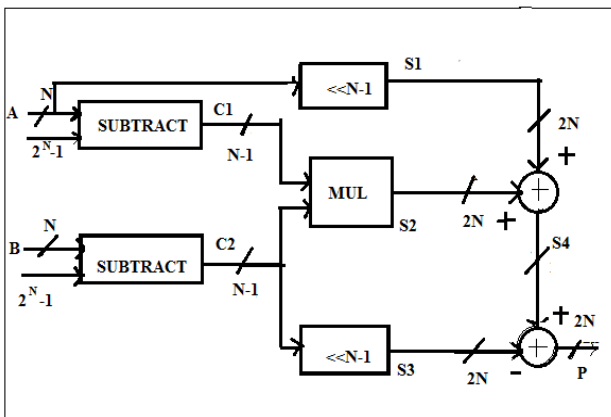 S1
N
<<N-1
A
C1
SUBTRACT
2N
2^N-1
N-1
+
+
MUL
2N
+
S2
N
C2
S4
B
SUBTRACT
2^N-1
N-1
+
2N
+
<<N-1
S3
2N
-
P